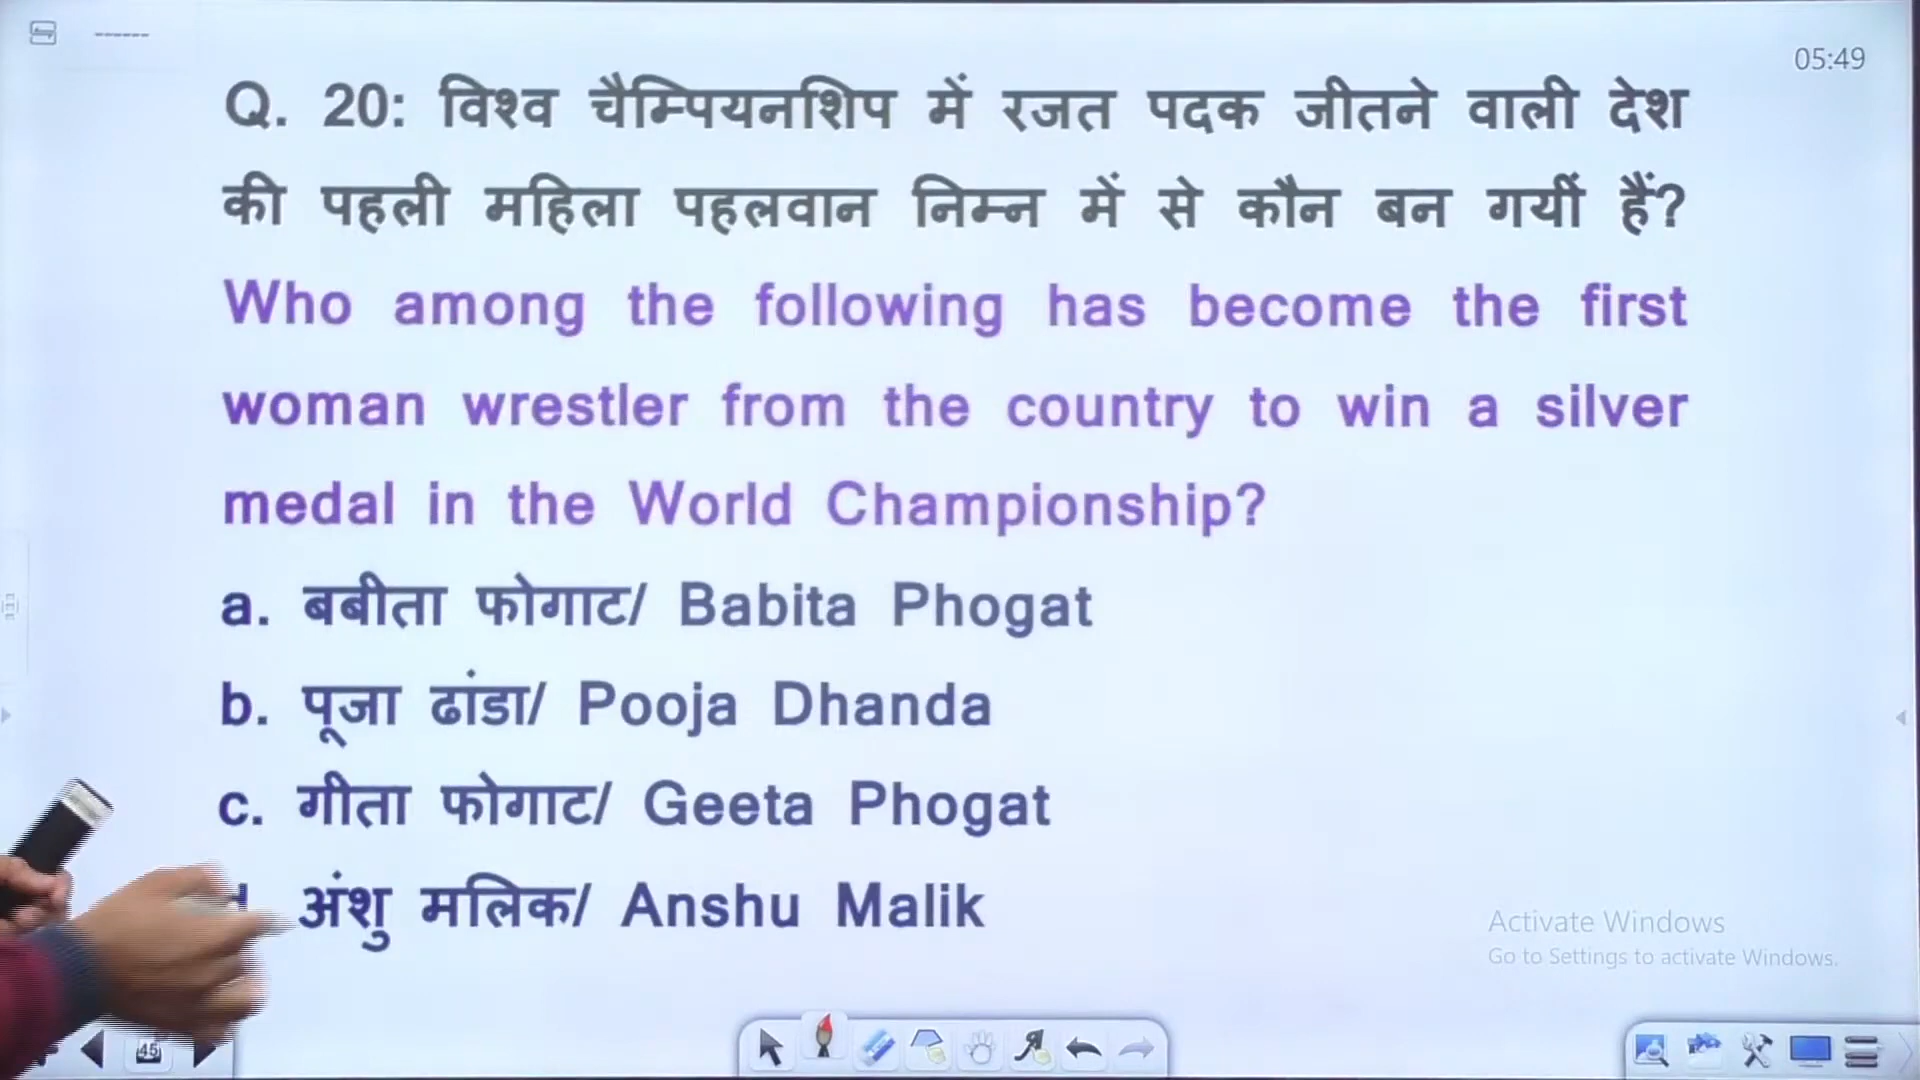 05:49
Q. 20: विश्व चैम्पियनशिप में रजत पदक जीतने वाली देश
की पहली महिला पहलवान निम्न में से कौन बन गयीं हैं?
Who among the following has become the first
woman wrestler from the country to win a silver
medal in the World Championship?
a. बबीता फोगाट/ Babita Phogat
b. पूजा ढांडा/ Pooja Dhanda
c. गीता फोगाट/ Geeta Phogat
अंशु मलिक/ Anshu Malik
Activate Windows
Go to Settings to activate Windows.
45